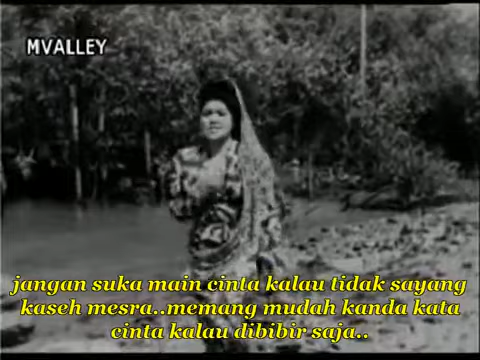 MVALLEY
jangan suka main cinta kalau tidak sayang
kaseh mesra..memang mudah kanda kata
cinta kalau dibibir saja..